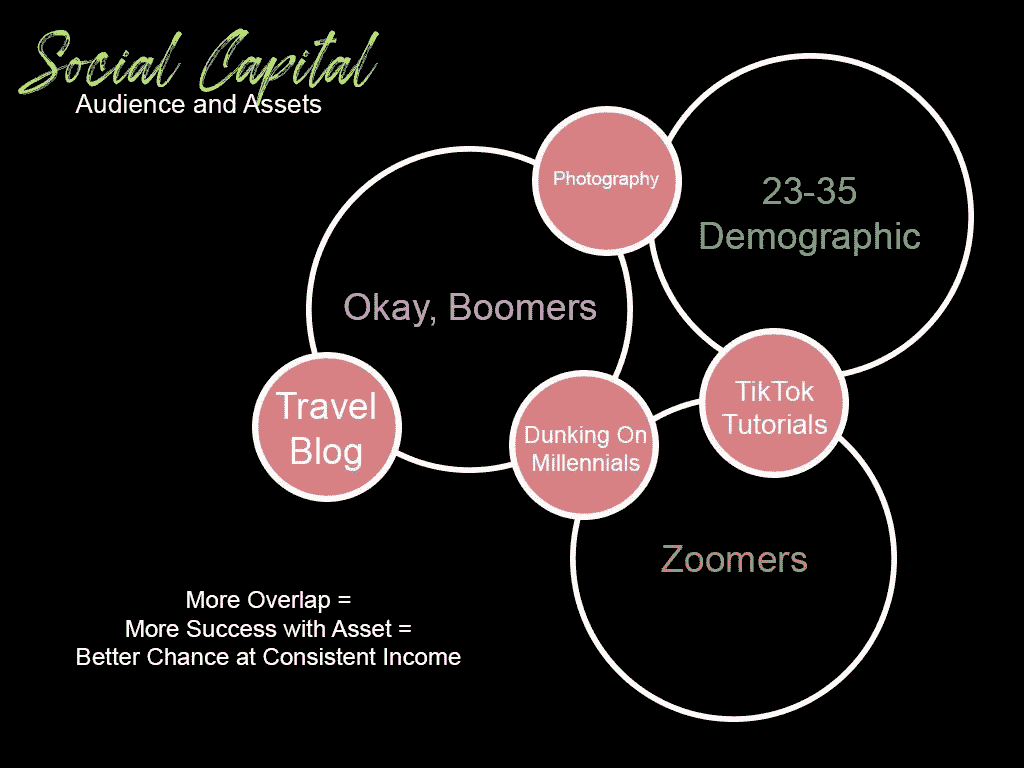 Social Capital
Audience and Assets
Photography
23-35
Demographic
Okay, Boomers
Travel
Blog
Dunking On
Millennials
TikTok
Tutorials
Zoomers
More Overlap =
More Success with Asset =
Better Chance at Consistent Income